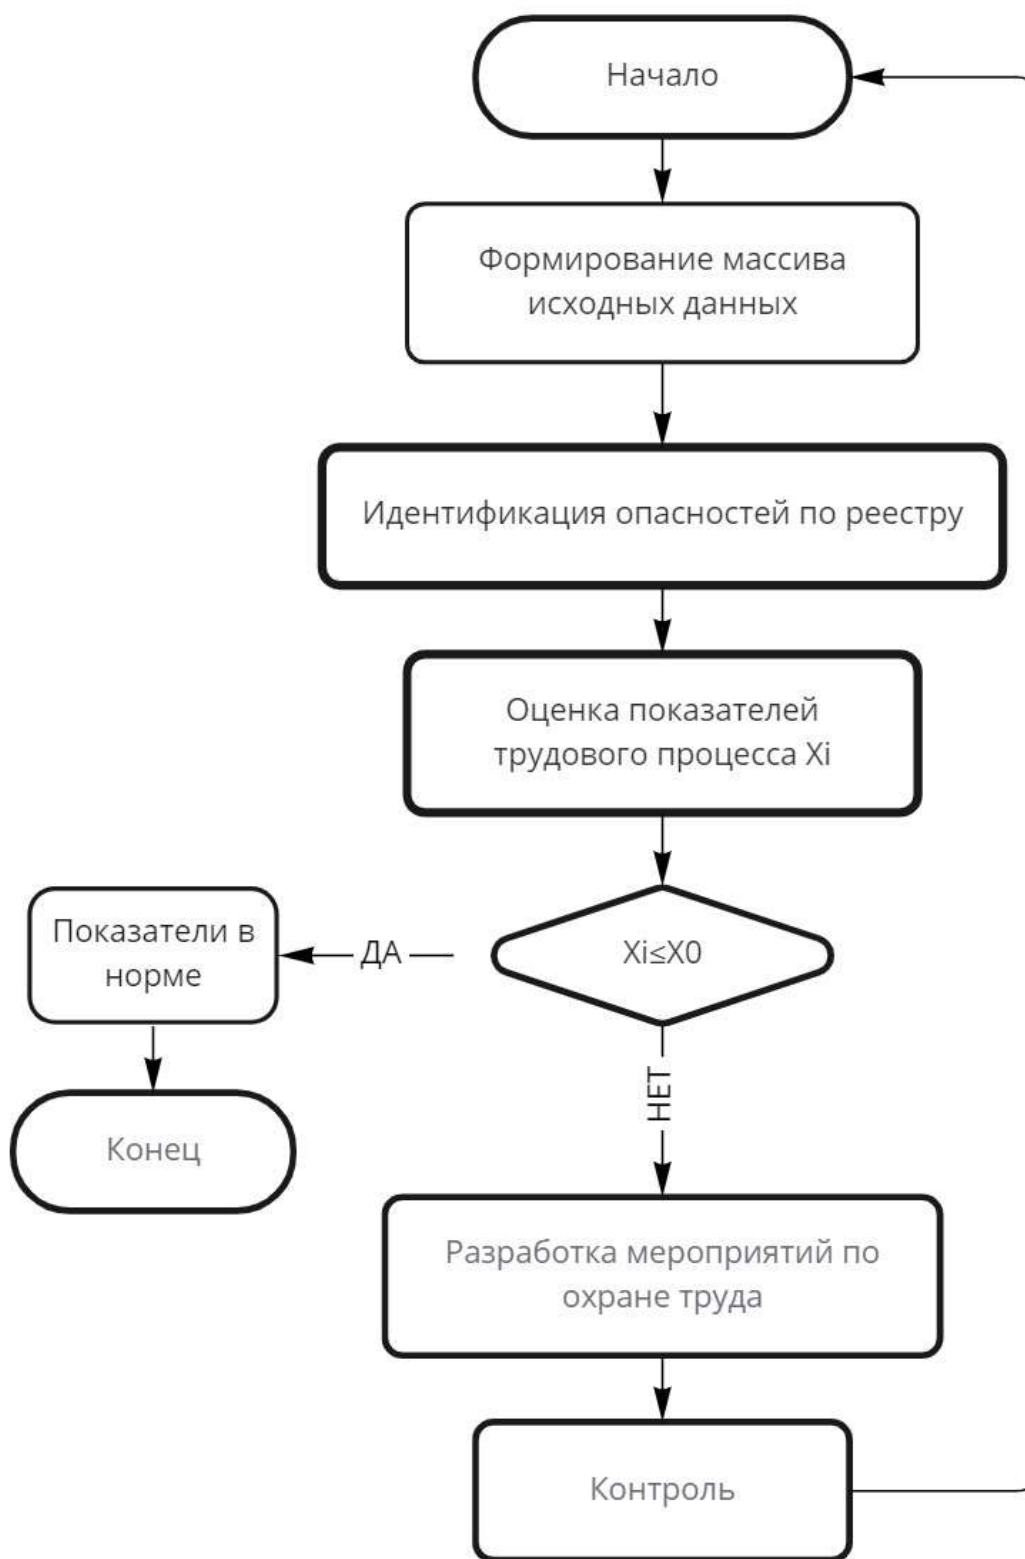 Начало
Формирование массива
исходных данных
Идентификация опасностей по реестру
Оценка показателей
трудового процесса Xi
Xi≤X0
ДА
Показатели в
норме
Конец
НЕТ
Разработка мероприятий по
охране труда
Контроль